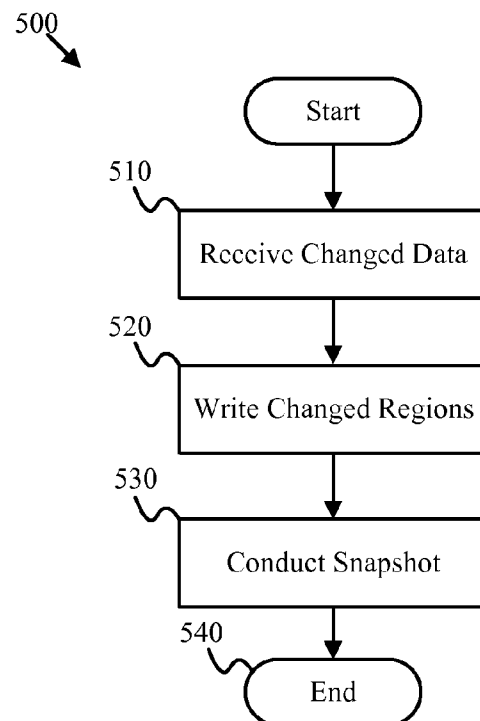 500
Start
510
Receive Changed Data
520
Write Changed Regions
530
Conduct Snapshot
540
End